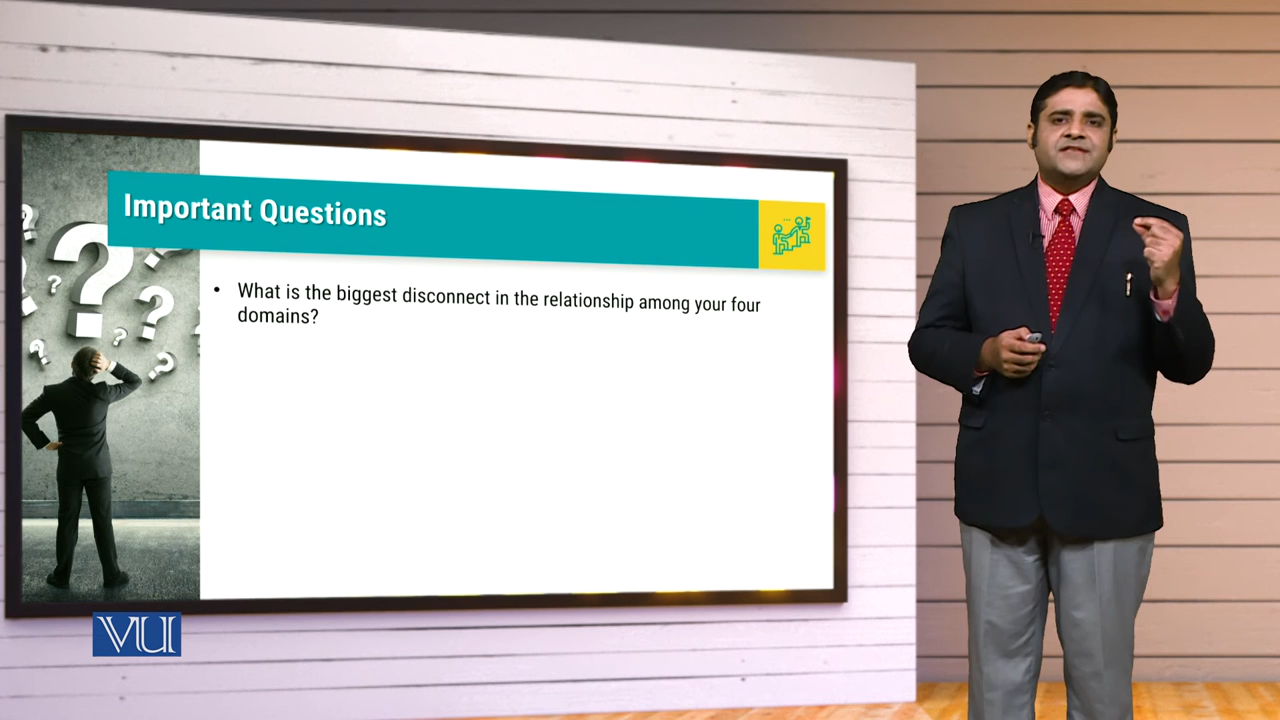 Important Questions
• What is the biggest disconnect in the relationship among your four
domains?
VU